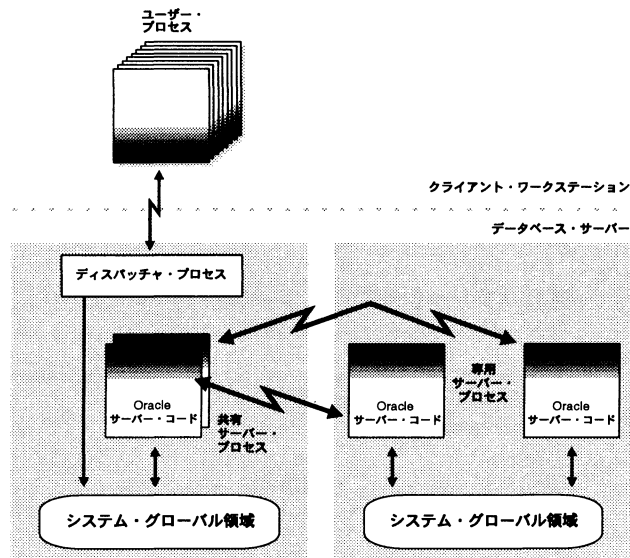 ユーザー・
プロセス
クライアント・ワークステーション
データベース・サーバー
ディスパッチャ・プロセス
Oracle
サーバー・コード
共有
サーバー・
プロセス
Oracle
サーバー・コード
専用
サーバー・
プロセス
Oracle
サーバー・コード
システム・グローバル領域
システム・グローバル領域